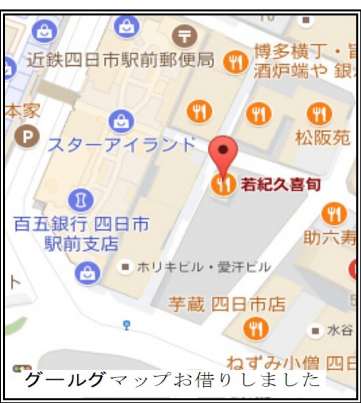 近鉄四日市駅前郵便局
博多横丁・
酒炉端や 銀
本家
P
スターアイランド
松阪苑
若紀久喜旬
百五銀行 四日市
駅前支店
助六寿
ホリキビル・愛汗ビル
ト
芋蔵 四日市店
水谷
ねずみ小僧 四日
グールグマップお借りしました